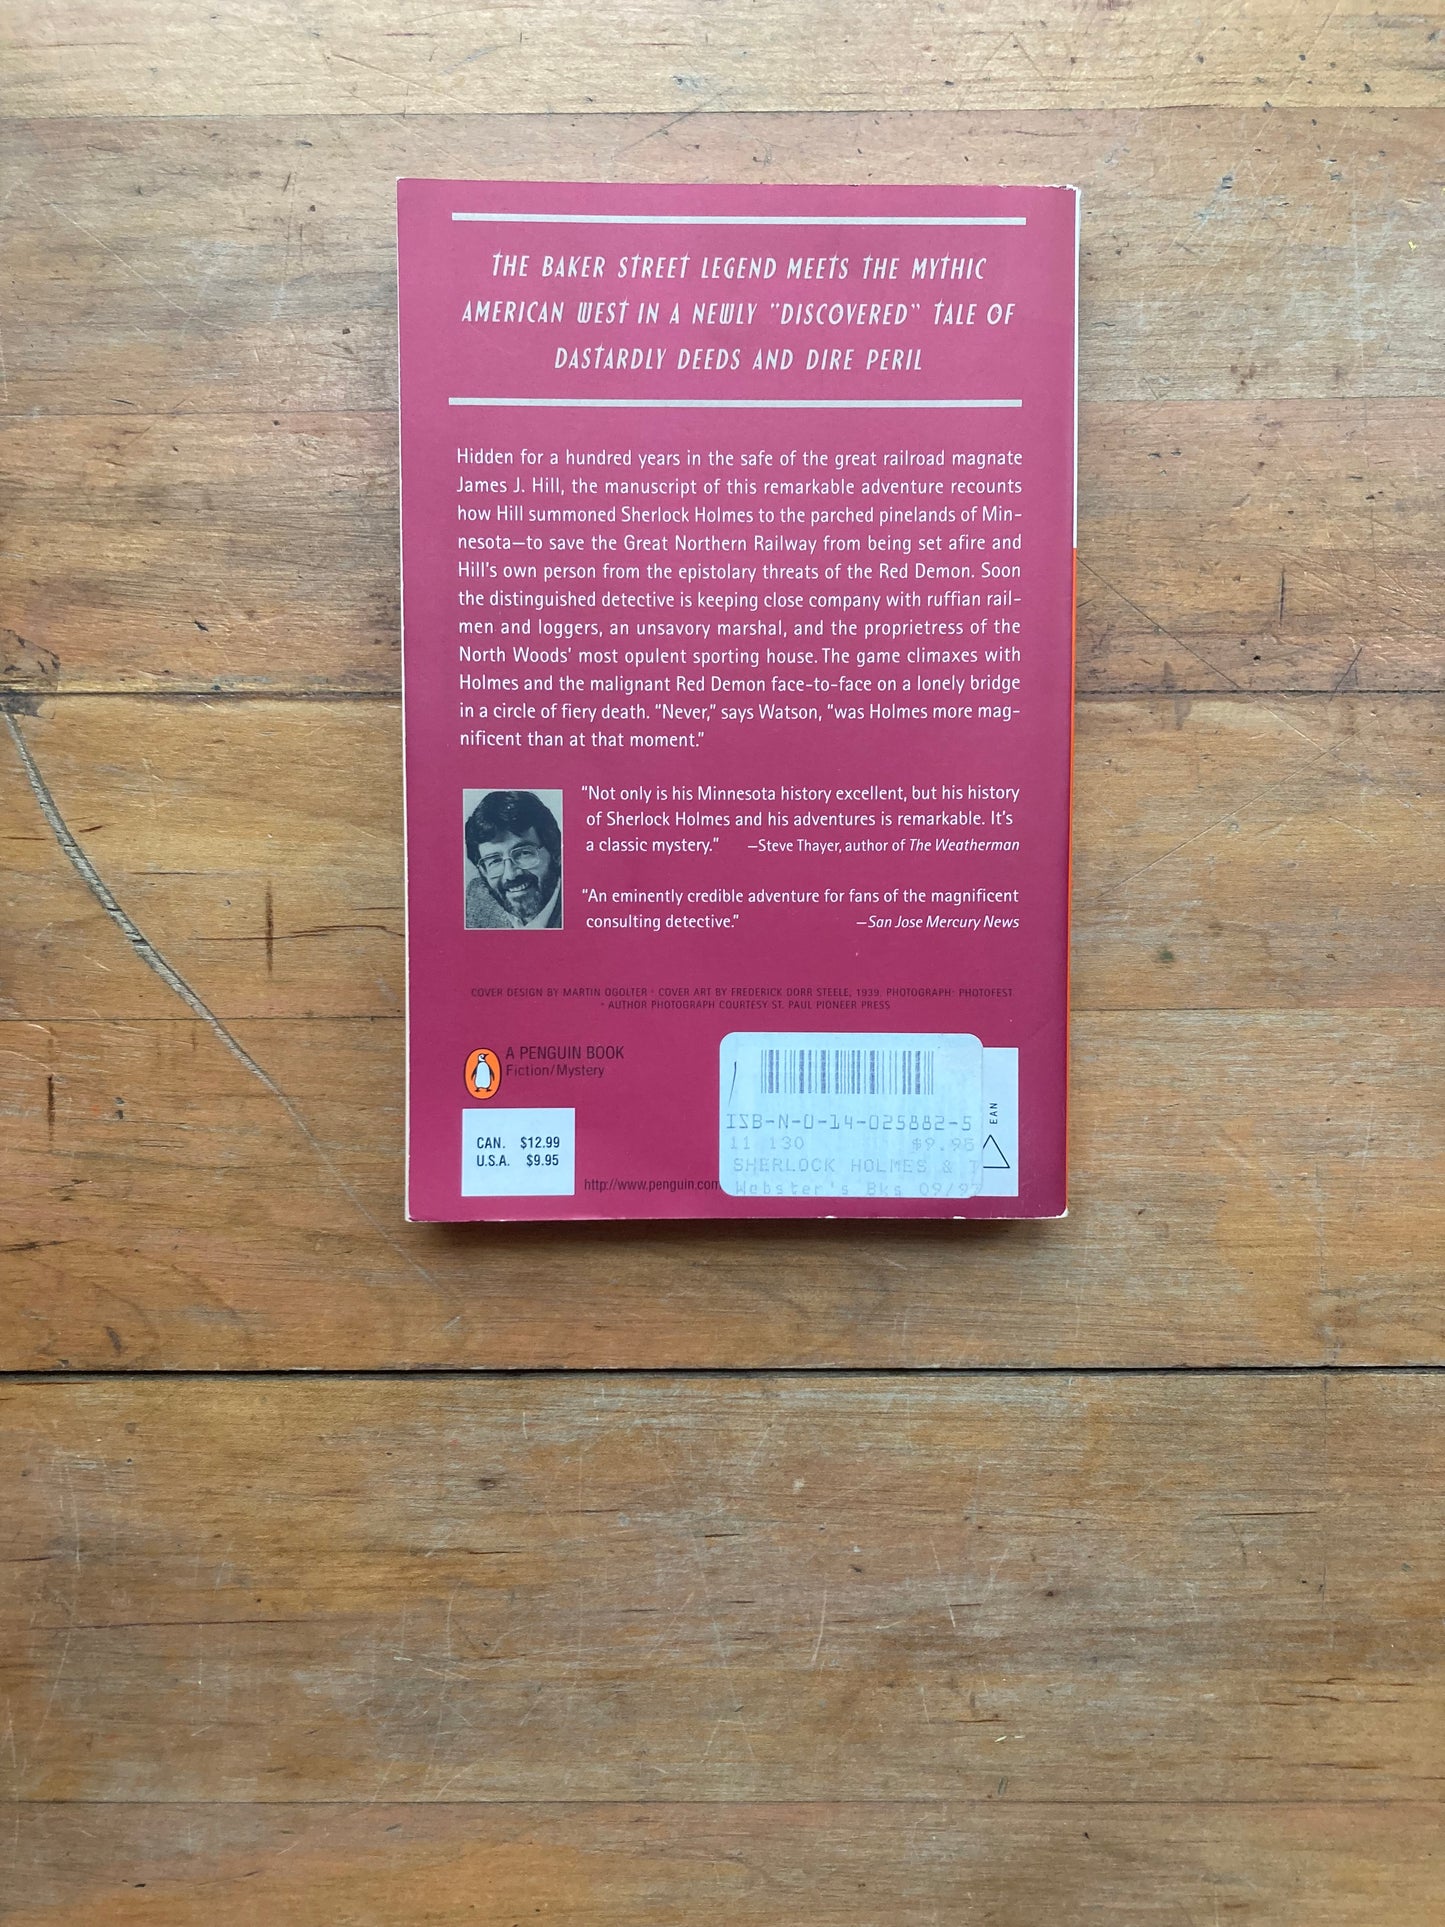 THE BAKER STREET LEGEND MEETS THE MYTHIC
AMERICAN WEST IN A NEWLY "DISCOVERED" TALE OF
DASTARDLY DEEDS AND DIRE PERIL
Hidden for a hundred years in the safe of the great railroad magnate
James J. Hill, the manuscript of this remarkable adventure recounts
how Hill summoned Sherlock Holmes to the parched pinelands of Min-
nesota—to save the Great Northern Railway from being set afire and
Hill's own person from the epistolary threats of the Red Demon. Soon
the distinguished detective is keeping close company with ruffian rail-
men and loggers, an unsavory marshal, and the proprietress of the
North Woods' most opulent sporting house. The game climaxes with
Holmes and the malignant Red Demon face-to-face on a lonely bridge
in a circle of fiery death. “Never,” says Watson, “was Holmes more mag-
nificent than at that moment.”
“Not only is his Minnesota history excellent, but his history
of Sherlock Holmes and his adventures is remarkable. It's
a classic mystery.” —Steve Thayer, author of The Weatherman
“An eminently credible adventure for fans of the magnificent
consulting detective.” —San Jose Mercury News
COVER DESIGN BY MARTIN OGOLTER • COVER ART BY FREDERICK DORR STEELE, 1939. PHOTOGRAPH: PHOTOFEST.
• AUTHOR PHOTOGRAPH COURTESY ST. PAUL PIONEER PRESS
A PENGUIN BOOK
Fiction/Mystery
CAN. $12.99
U.S.A. $9.95
http://www.penguin.com
ISB-N-0-14-025882-5
11 130 $9.95
SHERLOCK HOLMES & T
Webster's Bks 09/97
EAN